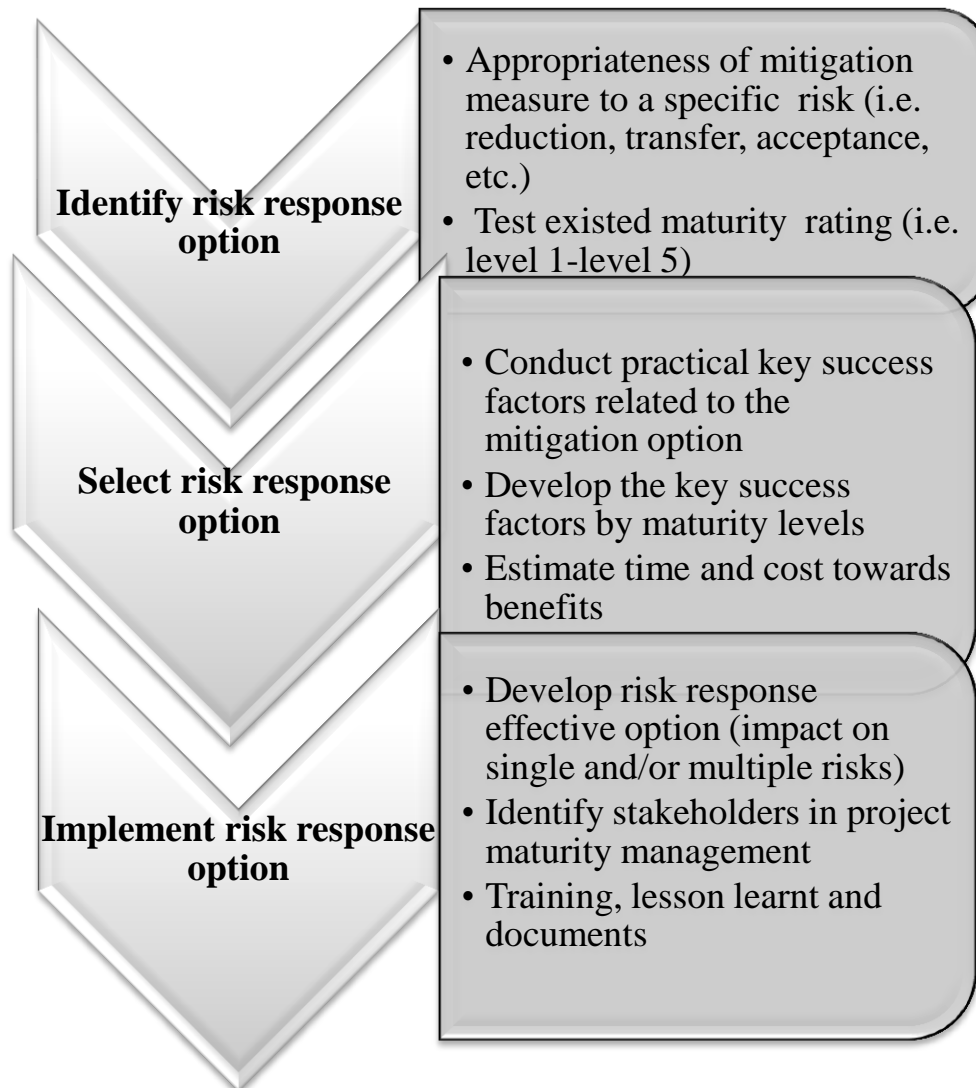 Identify risk response
option
• Appropriateness of mitigation
measure to a specific risk (i.e.
reduction, transfer, acceptance,
etc.)
• Test existed maturity rating (i.e.
level 1-level 5)
Select risk response
option
• Conduct practical key success
factors related to the
mitigation option
• Develop the key success
factors by maturity levels
• Estimate time and cost towards
benefits
Implement risk response
option
• Develop risk response
effective option (impact on
single and/or multiple risks)
• Identify stakeholders in project
maturity management
• Training, lesson learnt and
documents